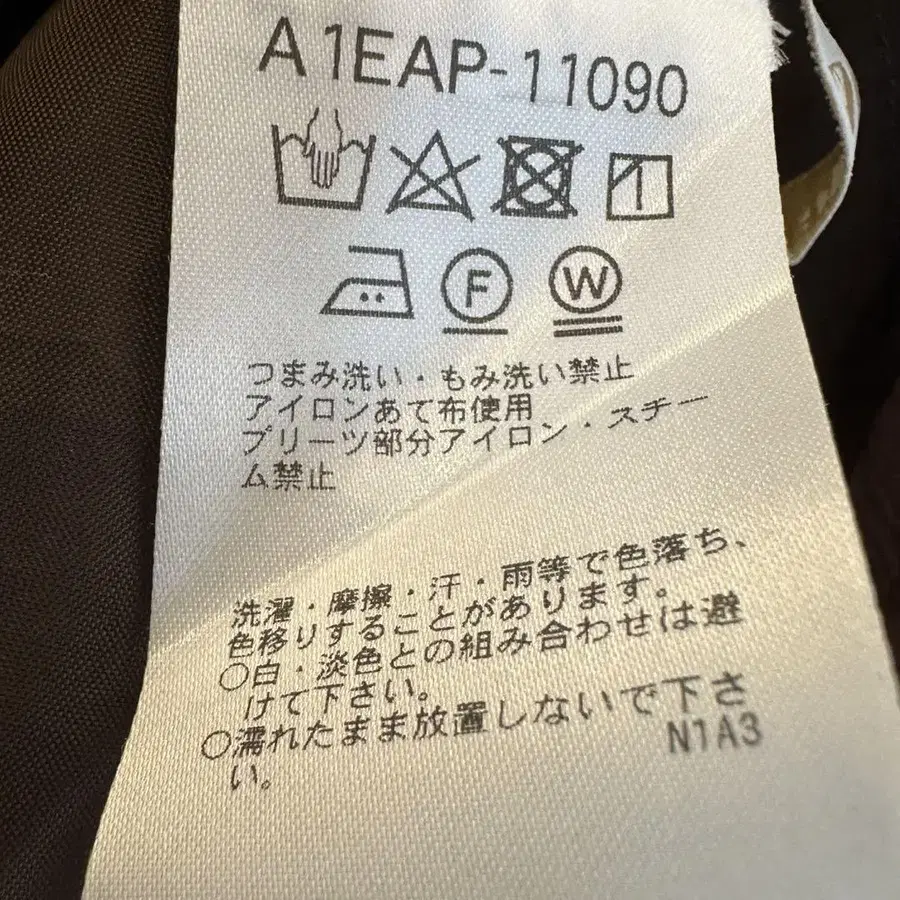 A1EAP-11090
F W
つまみ洗い・もみ洗い禁止
アイロンあて布使用
プリーツ部分アイロン・スチー
ム禁止
洗濯・摩擦・汗・雨等で色落ち、
色移りすることがあります。
○白・淡色との組み合わせは避
けて下さい。
○濡れたまま放置しないで下さ
い。
N1A3